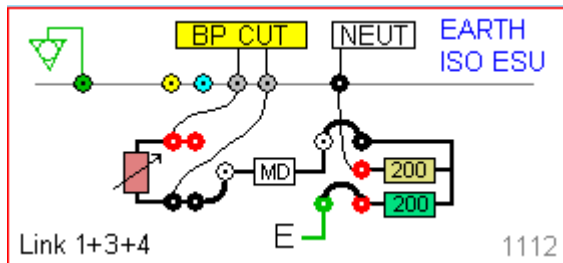 BP CUT
NEUT
EARTH
ISO ESU
MD
200
200
E
Link 1+3+4
1112